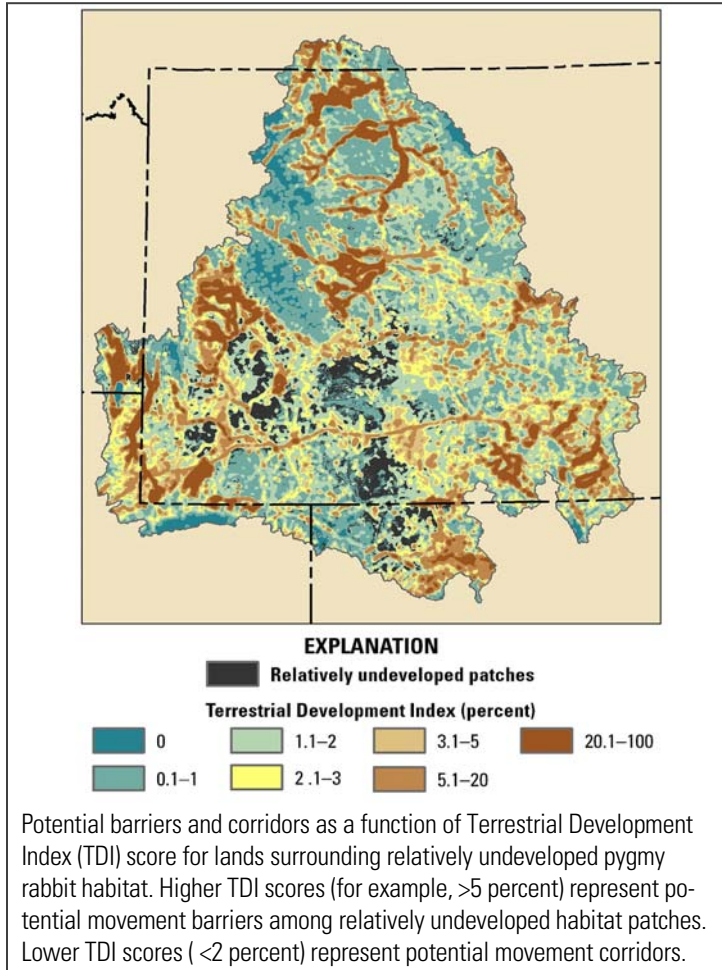 EXPLANATION
Relatively undeveloped patches
Terrestrial Development Index (percent)
0 1.1–2 3.1–5 20.1–100
0.1–1 2 .1–3 5.1–20
Potential barriers and corridors as a function of Terrestrial Development
Index (TDI) score for lands surrounding relatively undeveloped pygmy
rabbit habitat. Higher TDI scores (for example, >5 percent) represent po-
tential movement barriers among relatively undeveloped habitat patches.
Lower TDI scores ( <2 percent) represent potential movement corridors.